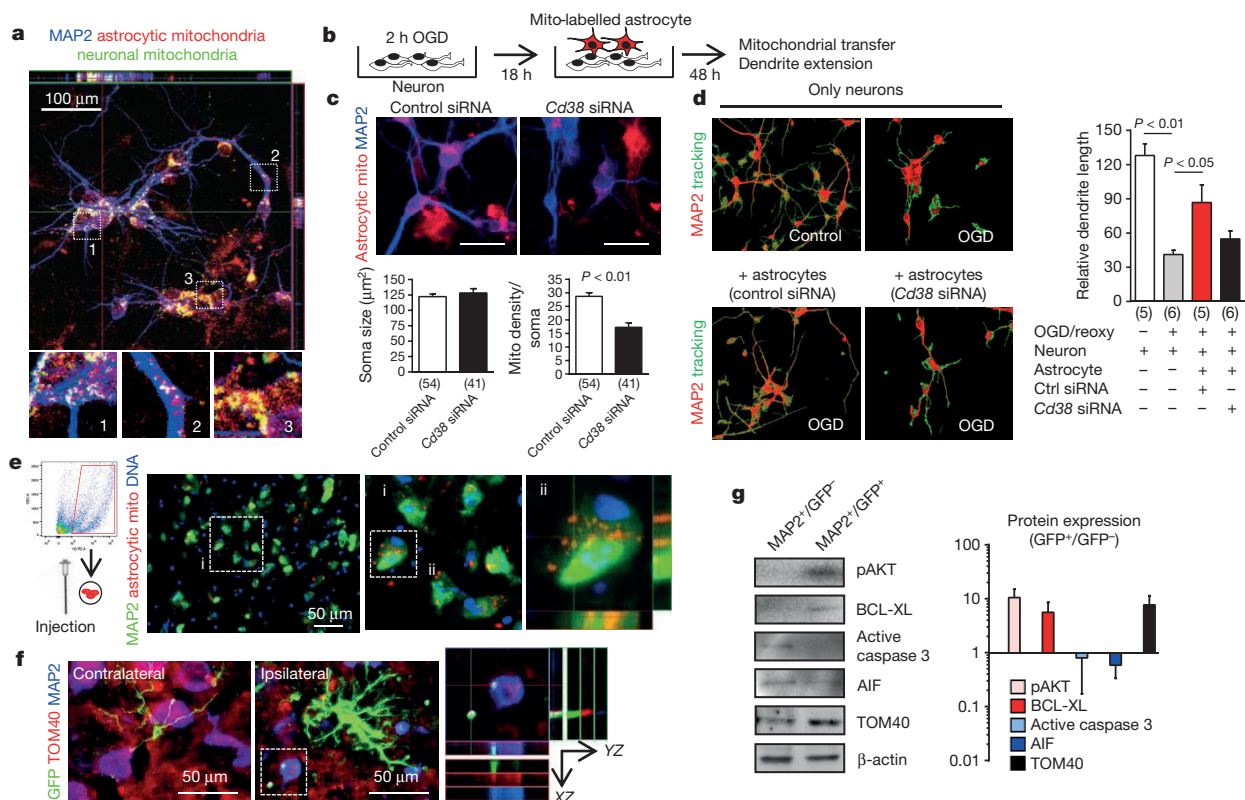 a
MAP2 astrocytic mitochondria
neuronal mitochondria
100 μm
1
2
3
1
2
3
b
2 h OGD
Neuron
18 h
Mito-labelled astrocyte
48 h
Mitochondrial transfer
Dendrite extension
c
Control siRNA
Cd38 siRNA
Astrocytic mito MAP2
Soma size (μm²)
150
125
100
75
50
25
0
(54)
(41)
Control siRNA
Cd38 siRNA
Mito density/
soma
P < 0.01
35
30
25
20
15
10
5
0
(54)
(41)
Control siRNA
Cd38 siRNA
d
Only neurons
MAP2 tracking
Control
OGD
+ astrocytes
(control siRNA)
+ astrocytes
(Cd38 siRNA)
MAP2 tracking
OGD
OGD
Relative dendrite length
150
120
90
60
30
0
P < 0.01
P < 0.05
(5) (6) (5) (6)
OGD/reoxy – + + +
Neuron + + + +
Astrocyte – – + +
Ctrl siRNA – – + –
Cd38 siRNA – – – +
e
Injection
MAP2 astrocytic mito DNA
i
50 μm
i
ii
ii
f
GFP TOM40 MAP2
Contralateral
50 μm
Ipsilateral
50 μm
YZ
XZ
g
MAP2⁺/GFP⁻
MAP2⁺/GFP⁺
pAKT
BCL-XL
Active
caspase 3
AIF
TOM40
β-actin
Protein expression
(GFP⁺/GFP⁻)
100
10
1
0.1
0.01
pAKT
BCL-XL
Active caspase 3
AIF
TOM40